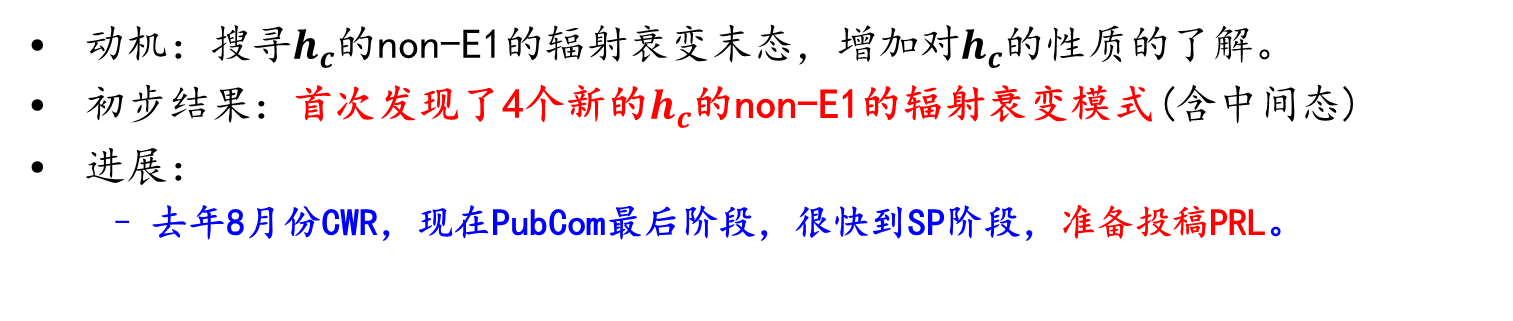 • 动机：搜寻h_c的non-E1的辐射衰变末态，增加对h_c的性质的了解。
• 初步结果：首次发现了4个新的h_c的non-E1的辐射衰变模式(含中间态)
• 进展：
– 去年8月份CWR，现在PubCom最后阶段，很快到SP阶段，准备投稿PRL。